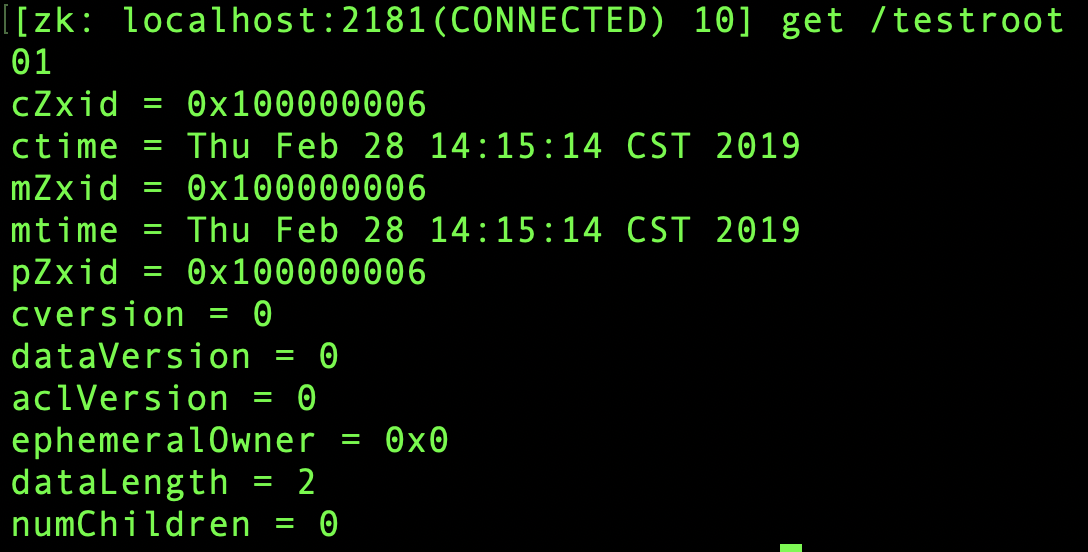 [[zk: localhost:2181(CONNECTED) 10] get /testroot
01
cZxid = 0x100000006
ctime = Thu Feb 28 14:15:14 CST 2019
mZxid = 0x100000006
mtime = Thu Feb 28 14:15:14 CST 2019
pZxid = 0x100000006
cversion = 0
dataVersion = 0
aclVersion = 0
ephemeralOwner = 0x0
dataLength = 2
numChildren = 0